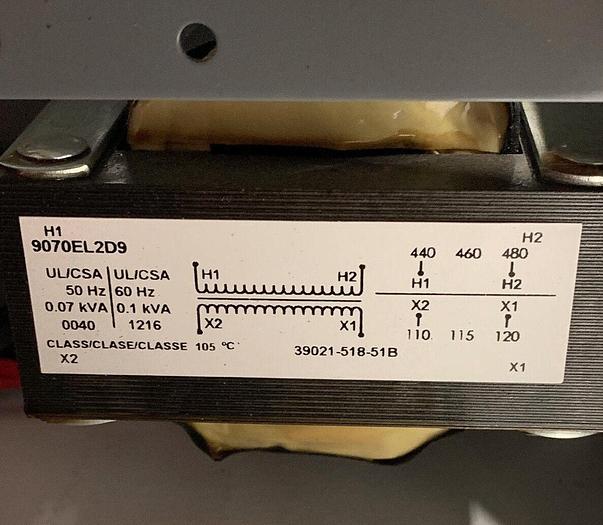 H1
H2
9070EL2D9
440 460 480
UL/CSA UL/CSA
H1 H2
H1 H2
50 Hz 60 Hz
0.07 kVA 0.1 kVA
X2 X1
0040 1216
X2 X1
110 115 120
CLASS/CLASE/CLASSE 105 ºC
39021-518-51B
X2
X1